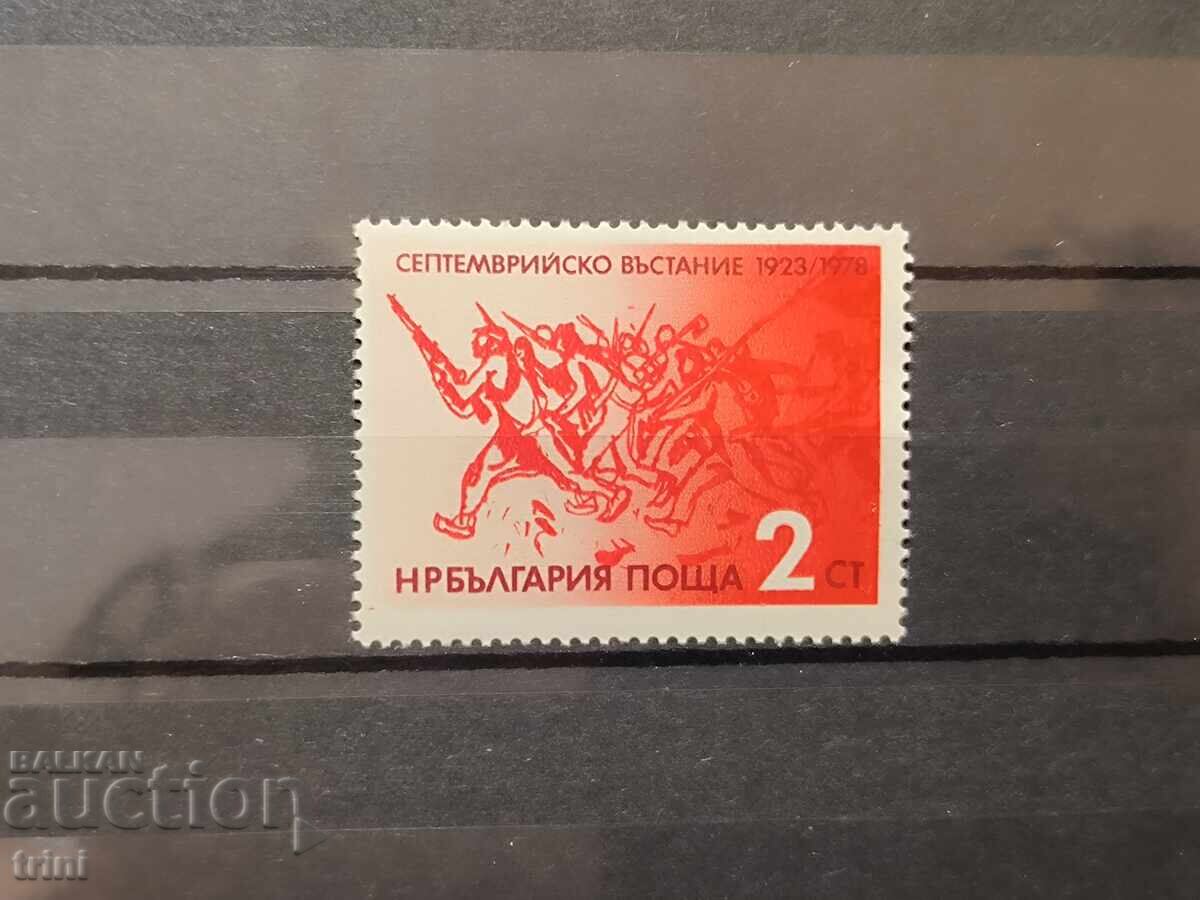 СЕПТЕМВРИЙСКО ВЪСТАНИЕ 1923/1978
НРБЪЛГАРИЯ ПОЩА 2 СТ
BALKAN
auction
trini